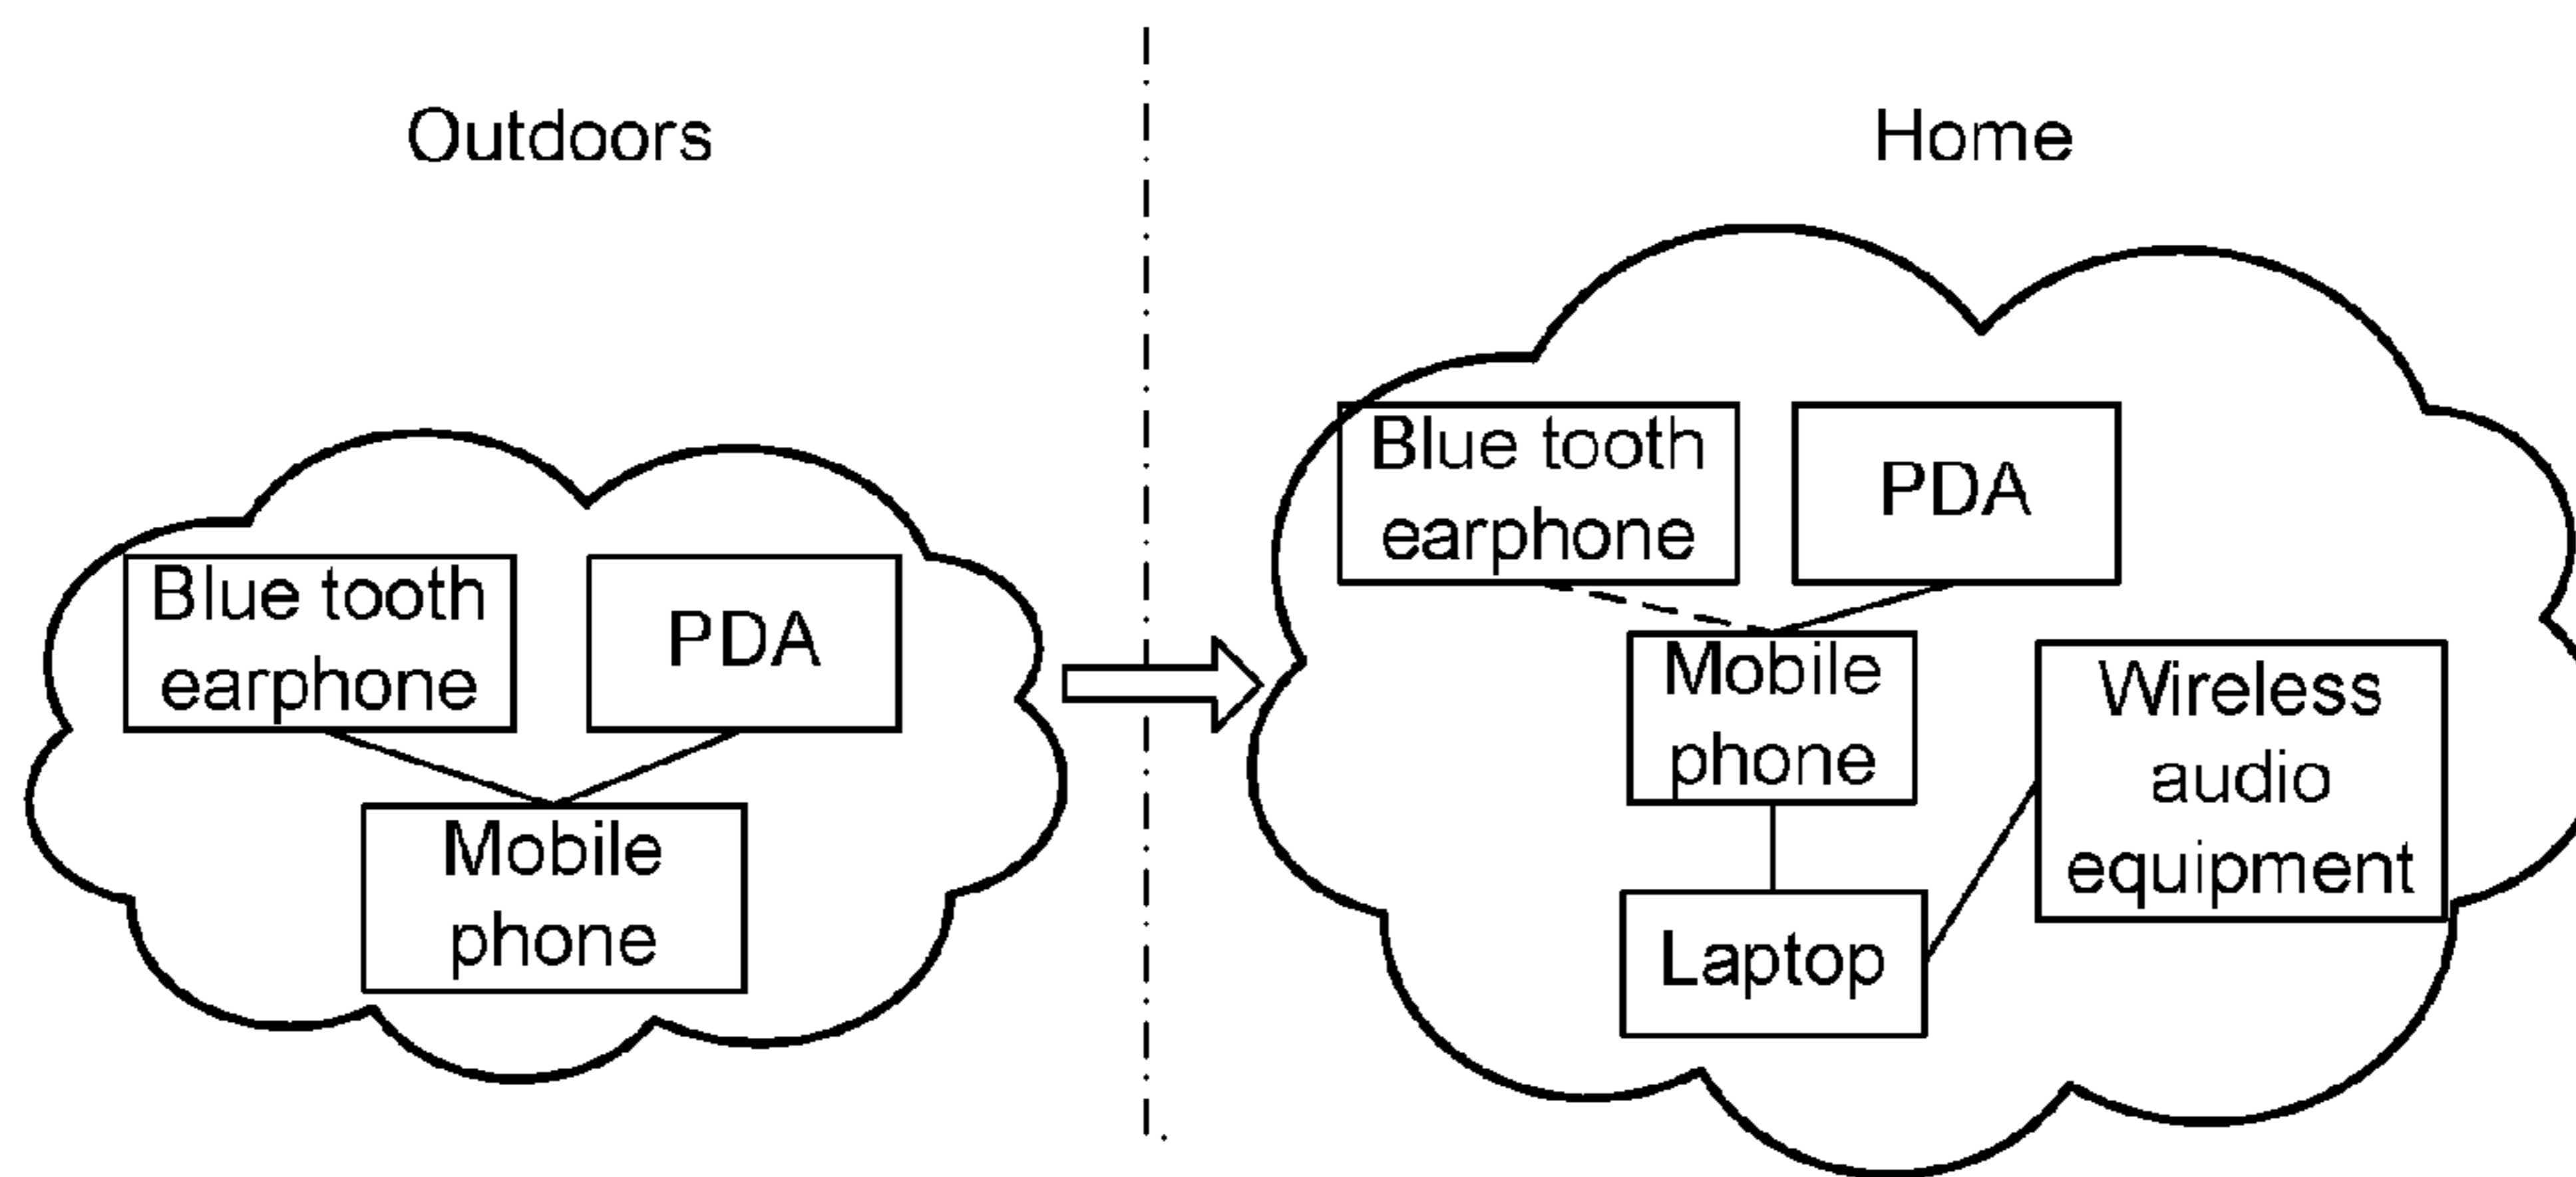 Outdoors
Home
Blue tooth
earphone
PDA
Mobile
phone
Blue tooth
earphone
PDA
Mobile
phone
Wireless
audio
equipment
Laptop